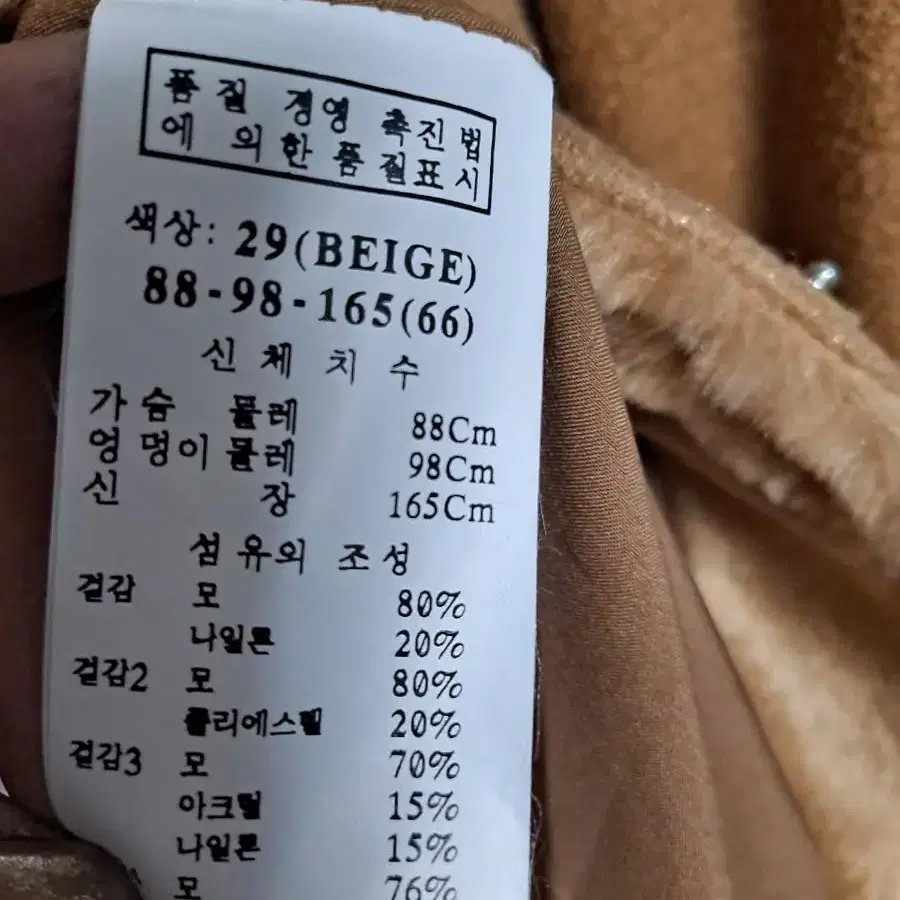 품질 경영 촉진법
에 의한 품질표시
색상: 29(BEIGE)
88-98-165(66)
신체치수
가슴 둘레 88Cm
엉덩이 둘레 98Cm
신 장 165Cm
섬유의 조성
겉감 모 80%
나일론 20%
겉감2 모 80%
폴리에스텔 20%
겉감3 모 70%
아크릴 15%
나일론 15%
모 76%